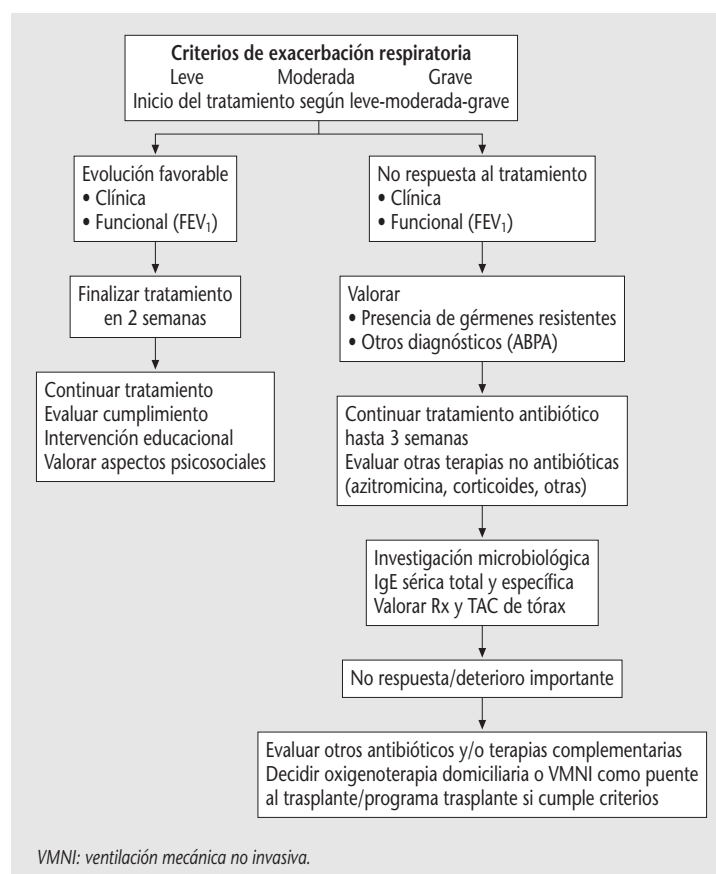 Criterios de exacerbación respiratoria
Leve Moderada Grave
Inicio del tratamiento según leve-moderada-grave
Evolución favorable
• Clínica
• Funcional (FEV₁)
Finalizar tratamiento
en 2 semanas
Continuar tratamiento
Evaluar cumplimiento
Intervención educacional
Valorar aspectos psicosociales
No respuesta al tratamiento
• Clínica
• Funcional (FEV₁)
Valorar
• Presencia de gérmenes resistentes
• Otros diagnósticos (ABPA)
Continuar tratamiento antibiótico
hasta 3 semanas
Evaluar otras terapias no antibióticas
(azitromicina, corticoides, otras)
Investigación microbiológica
IgE sérica total y específica
Valorar Rx y TAC de tórax
No respuesta/deterioro importante
Evaluar otros antibióticos y/o terapias complementarias
Decidir oxigenoterapia domiciliaria o VMNI como puente
al trasplante/programa trasplante si cumple criterios
VMNI: ventilación mecánica no invasiva.